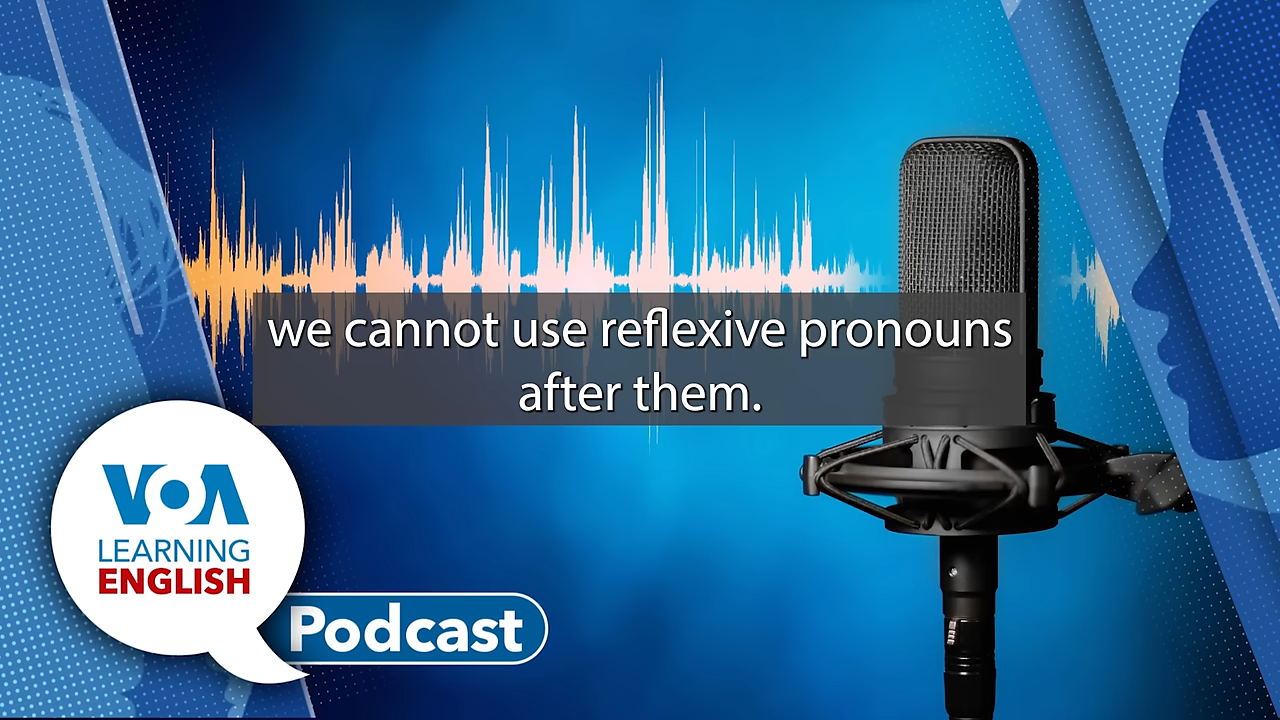 we cannot use reflexive pronouns
after them.
VOA
LEARNING
ENGLISH
Podcast